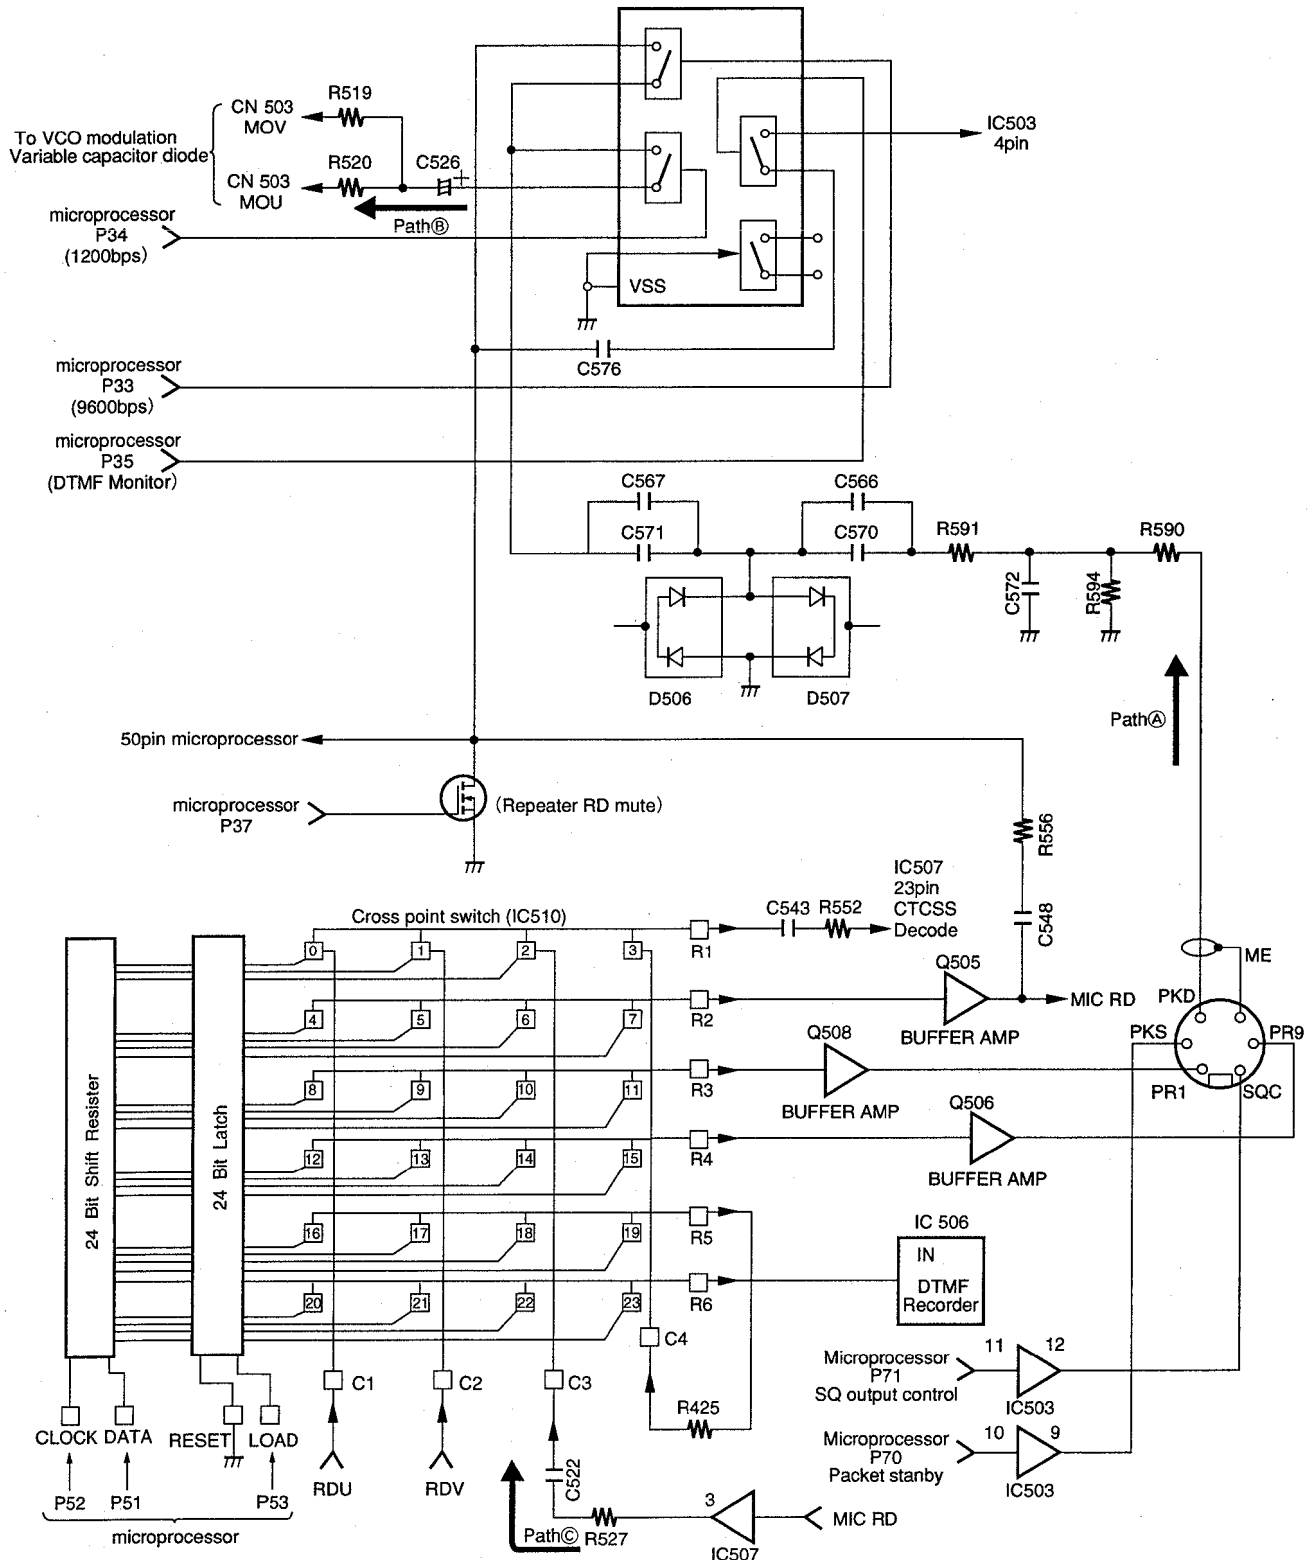 R519
CN 503
MOV
To VCO modulation
Variable capacitor diode
R520
C526
+
CN 503
MOU
PathⒷ
microprocessor
P34
(1200bps)
IC503
4pin
VSS
C576
microprocessor
P33
(9600bps)
microprocessor
P35
(DTMF Monitor)
C567
C566
C571
C570
R591
R590
C572
R594
D506
D507
PathⒶ
50pin microprocessor
microprocessor
P37
(Repeater RD mute)
R556
IC507
23pin
CTCSS
Decode
C543
R552
C548
Cross point switch (IC510)
0
1
2
3
R1
Q505
MIC RD
BUFFER AMP
ME
PKD
PKS
PR9
PR1
SQC
4
5
6
7
R2
Q508
BUFFER AMP
8
9
10
11
R3
Q506
BUFFER AMP
12
13
14
15
R4
24 Bit Shift Resister
24 Bit Latch
16
17
18
19
R5
IC 506
IN
DTMF
Recorder
20
21
22
23
R6
C4
C1
C2
C3
R425
Microprocessor
P71
SQ output control
11
12
IC503
Microprocessor
P70
Packet stanby
10
9
IC503
CLOCK
DATA
RESET
LOAD
P52
P51
P53
microprocessor
RDU
RDV
C522
PathⒸ
R527
3
IC507
MIC RD